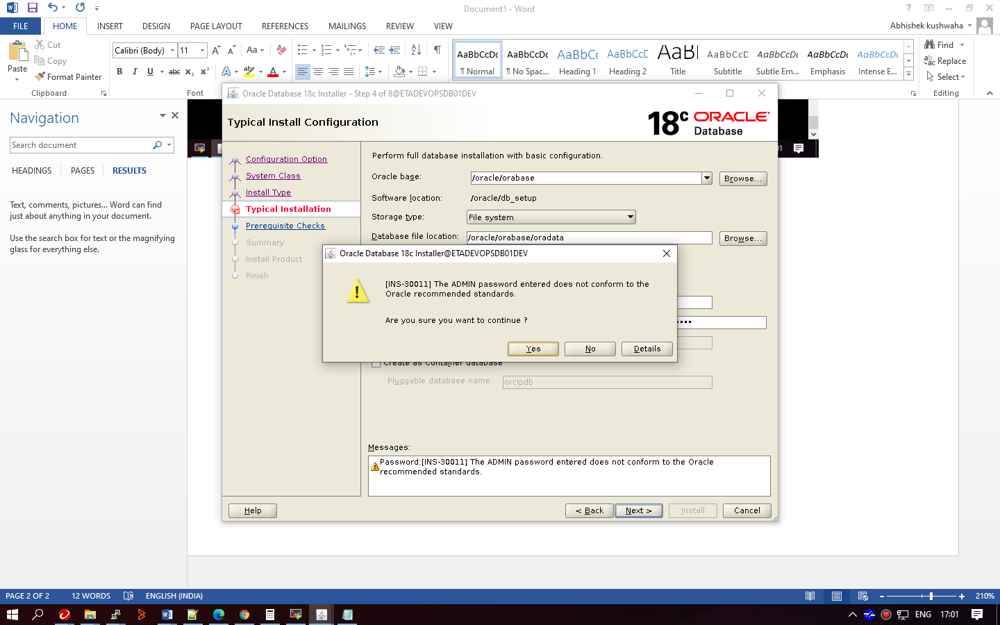 Document1 - Word
Abhishek kushwaha
FILE HOME INSERT DESIGN PAGE LAYOUT REFERENCES MAILINGS REVIEW VIEW
Paste
Cut
Copy
Format Painter
Clipboard
Calibri (Body) 11
Font
AaBbCcDc ¶ Normal
AaBbCcDc ¶ No Spac...
AaBbCc Heading 1
AaBbCcD Heading 2
AaBl Title
AaBbCcD Subtitle
AaBbCcDc Subtle Em...
AaBbCcDc Emphasis
AaBbCcDc Intense E...
Find
Replace
Select
Editing
Navigation
Search document
HEADINGS PAGES RESULTS
Text, comments, pictures... Word can find
just about anything in your document.
Use the search box for text or the magnifying
glass for everything else.
Oracle Database 18c Installer - Step 4 of 8@ETADEVOPSDB01DEV
Typical Install Configuration
18c ORACLE
Database
Configuration Option
System Class
Install Type
Typical Installation
Prerequisite Checks
Summary
Install Product
Finish
Perform full database installation with basic configuration.
Oracle base: /oracle/orabase Browse...
Software location: /oracle/db_setup
Storage type: File system
Database file location: /oracle/orabase/oradata Browse...
Oracle Database 18c Installer@ETADEVOPSDB01DEV
[INS-30011] The ADMIN password entered does not conform to the
Oracle recommended standards.
Are you sure you want to continue ?
Yes No Details
Create as Container database
Pluggable database name: orclpdb
Messages:
Password:[INS-30011] The ADMIN password entered does not conform to the Oracle
recommended standards.
Help < Back Next > Install Cancel
PAGE 2 OF 2 12 WORDS ENGLISH (INDIA) 210%
ENG 17:01